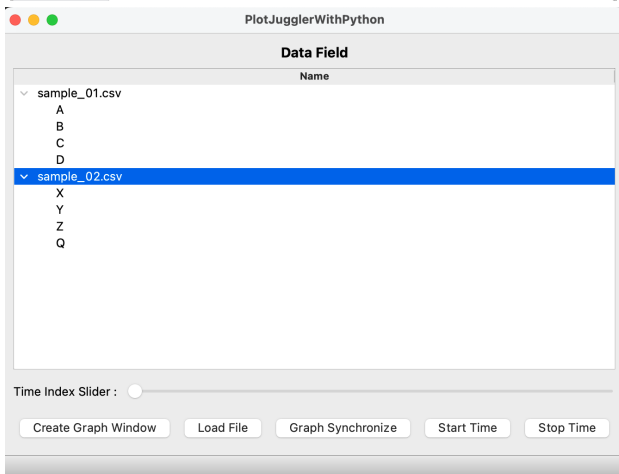 PlotJugglerWithPython
Data Field
Name
sample_01.csv
A
B
C
D
sample_02.csv
X
Y
Z
Q
Time Index Slider :
Create Graph Window Load File Graph Synchronize Start Time Stop Time